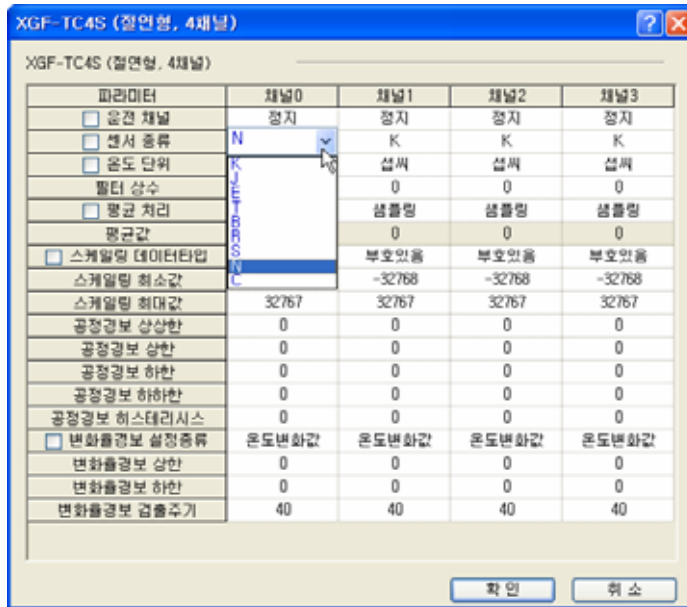 XGF-TC4S (절연형, 4채널)
XGF-TC4S (절연형, 4채널)
파라미터 채널0 채널1 채널2 채널3
운전 채널 정지 정지 정지 정지
센서 종류 N K K K
온도 단위 섭씨 섭씨 섭씨
필터 상수 0 0 0
평균 처리 샘플링 샘플링 샘플링
평균값 0 0 0
스케일링 데이터타입 부호있음 부호있음 부호있음
스케일링 최소값 -32768 -32768 -32768
K
J
E
T
B
R
S
N
C
스케일링 최대값 32767 32767 32767 32767
공정경보 상상한 0 0 0 0
공정경보 상한 0 0 0 0
공정경보 하한 0 0 0 0
공정경보 하하한 0 0 0 0
공정경보 히스테리시스 0 0 0 0
변화율경보 설정종류 온도변화값 온도변화값 온도변화값 온도변화값
변화율경보 상한 0 0 0 0
변화율경보 하한 0 0 0 0
변화율경보 검출주기 40 40 40 40
확 인 취 소